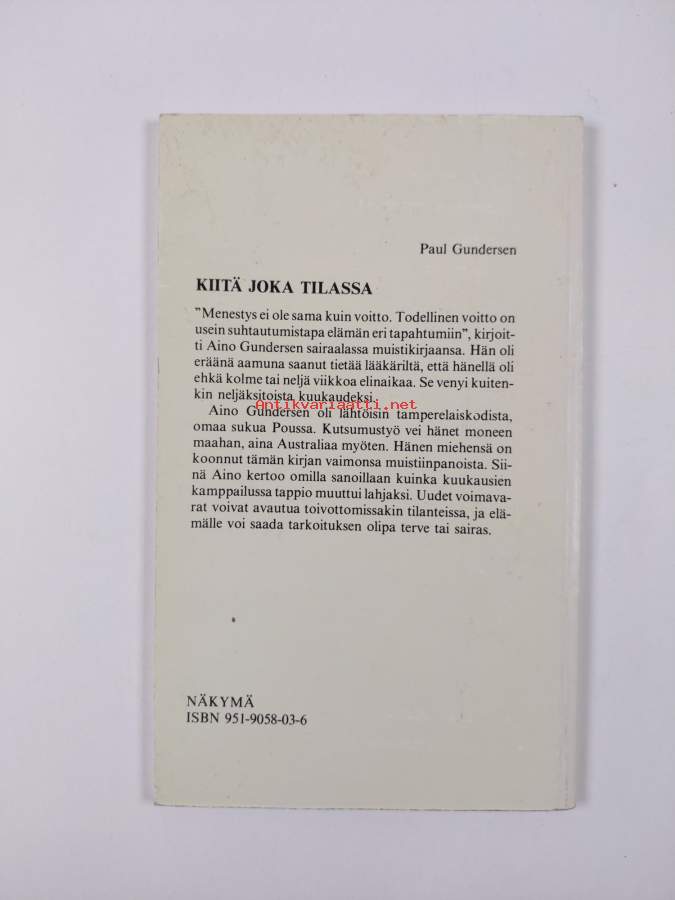 Paul Gundersen
KIITÄ JOKA TILASSA
”Menestys ei ole sama kuin voitto. Todellinen voitto on
usein suhtautumistapa elämän eri tapahtumiin”, kirjoit-
ti Aino Gundersen sairaalassa muistikirjaansa. Hän oli
eräänä aamuna saanut tietää lääkäriltä, että hänellä oli
ehkä kolme tai neljä viikkoa elinaikaa. Se venyi kuiten-
kin neljäksitoista kuukaudeksi.
Antikvariaatti.net
Aino Gundersen oli lähtöisin tamperelaiskodista,
omaa sukua Poussa. Kutsumustyö vei hänet moneen
maahan, aina Australiaa myöten. Hänen miehensä on
koonnut tämän kirjan vaimonsa muistiinpanoista. Sii-
nä Aino kertoo omilla sanoillaan kuinka kuukausien
kamppailussa tappio muuttui lahjaksi. Uudet voimava-
rat voivat avautua toivottomissakin tilanteissa, ja elä-
mälle voi saada tarkoituksen olipa terve tai sairas.
NÄKYMÄ
ISBN 951-9058-03-6